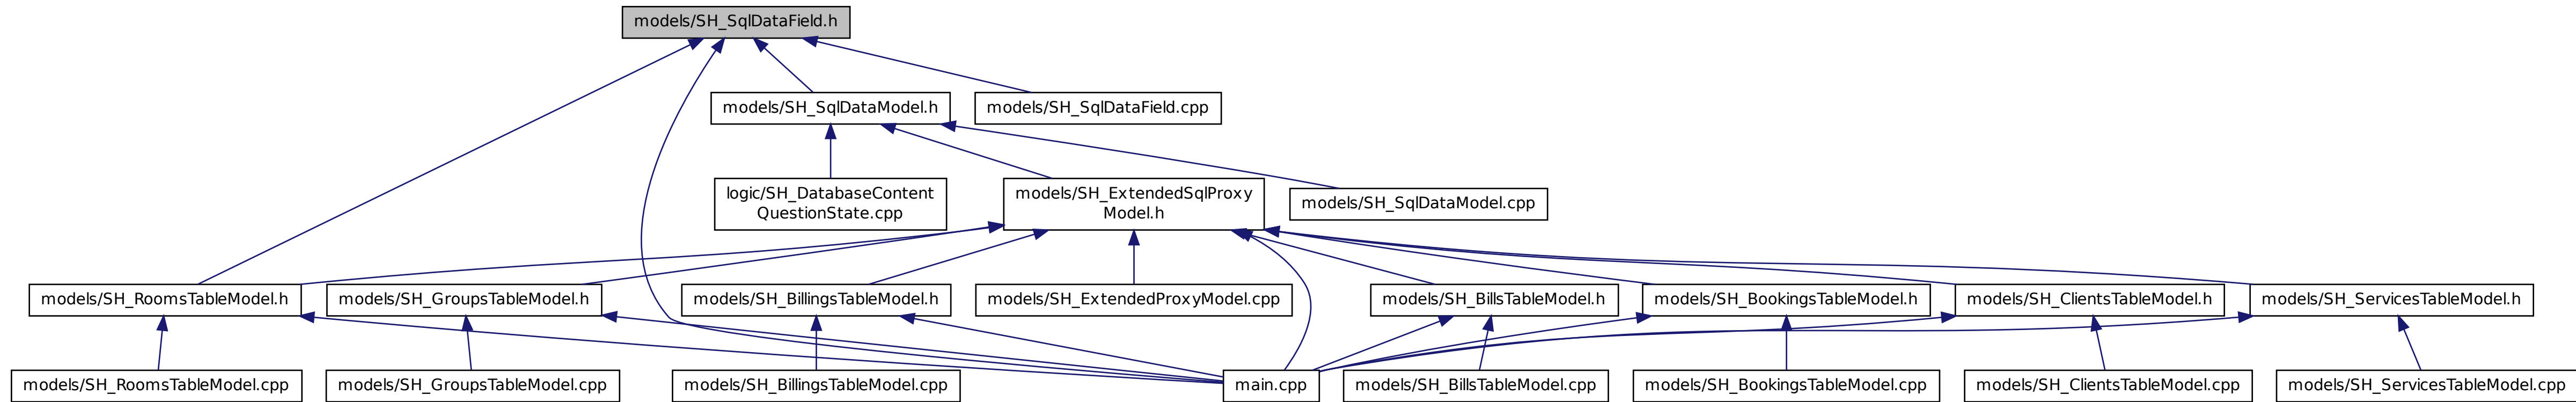 models/SH_SqlDataField.h
models/SH_SqlDataModel.h
models/SH_SqlDataField.cpp
logic/SH_DatabaseContent
QuestionState.cpp
models/SH_ExtendedSqlProxy
Model.h
models/SH_SqlDataModel.cpp
models/SH_RoomsTableModel.h
models/SH_GroupsTableModel.h
models/SH_BillingsTableModel.h
models/SH_ExtendedProxyModel.cpp
models/SH_BillsTableModel.h
models/SH_BookingsTableModel.h
models/SH_ClientsTableModel.h
models/SH_ServicesTableModel.h
models/SH_RoomsTableModel.cpp
models/SH_GroupsTableModel.cpp
models/SH_BillingsTableModel.cpp
main.cpp
models/SH_BillsTableModel.cpp
models/SH_BookingsTableModel.cpp
models/SH_ClientsTableModel.cpp
models/SH_ServicesTableModel.cpp